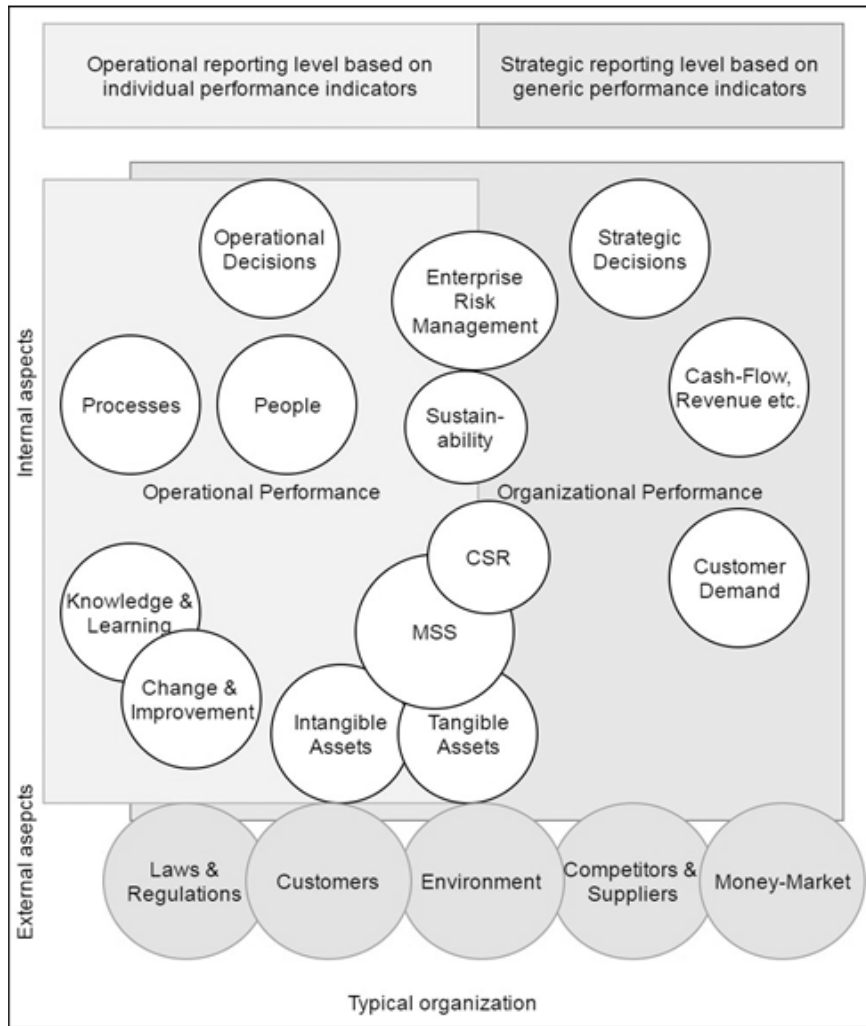 Operational reporting level based on
individual performance indicators
Strategic reporting level based on
generic performance indicators
Operational
Decisions
Strategic
Decisions
Enterprise
Risk
Management
Internal aspects
Processes
People
Cash-Flow,
Revenue etc.
Sustain-
ability
Operational Performance
Organizational Performance
CSR
Customer
Demand
Knowledge &
Learning
MSS
Change &
Improvement
Intangible
Assets
Tangible
Assets
External asepcts
Laws &
Regulations
Customers
Environment
Competitors &
Suppliers
Money-Market
Typical organization